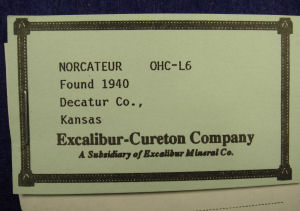 NORCATEUR OHC-L6
Found 1940
Decatur Co.,
Kansas
Excalibur-Cureton Company
A Subsidiary of Excalibur Mineral Co.